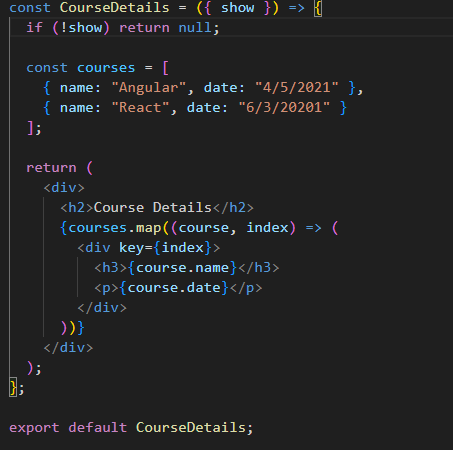 const CourseDetails = ({ show }) => {
  if (!show) return null;

  const courses = [
    { name: "Angular", date: "4/5/2021" },
    { name: "React", date: "6/3/20201" }
  ];

  return (
    <div>
      <h2>Course Details</h2>
      {courses.map((course, index) => (
        <div key={index}>
          <h3>{course.name}</h3>
          <p>{course.date}</p>
        </div>
      ))}
    </div>
  );
};

export default CourseDetails;